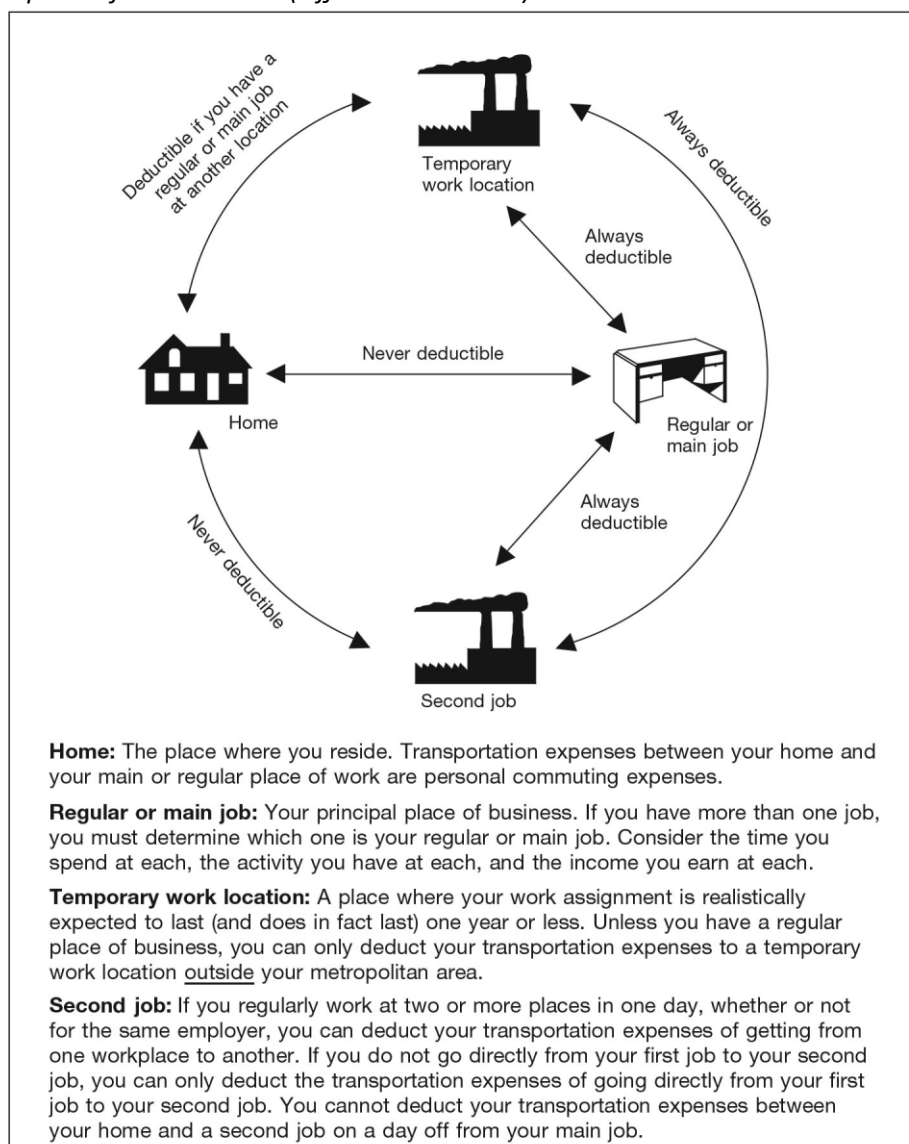 Deductible if you have a
regular or main job
at another location
Temporary
work location
Always deductible
Always
deductible
Never deductible
Home
Regular or
main job
Always
deductible
Never deductible
Second job
Home: The place where you reside. Transportation expenses between your home and
your main or regular place of work are personal commuting expenses.
Regular or main job: Your principal place of business. If you have more than one job,
you must determine which one is your regular or main job. Consider the time you
spend at each, the activity you have at each, and the income you earn at each.
Temporary work location: A place where your work assignment is realistically
expected to last (and does in fact last) one year or less. Unless you have a regular
place of business, you can only deduct your transportation expenses to a temporary
work location outside your metropolitan area.
Second job: If you regularly work at two or more places in one day, whether or not
for the same employer, you can deduct your transportation expenses of getting from
one workplace to another. If you do not go directly from your first job to your second
job, you can only deduct the transportation expenses of going directly from your first
job to your second job. You cannot deduct your transportation expenses between
your home and a second job on a day off from your main job.